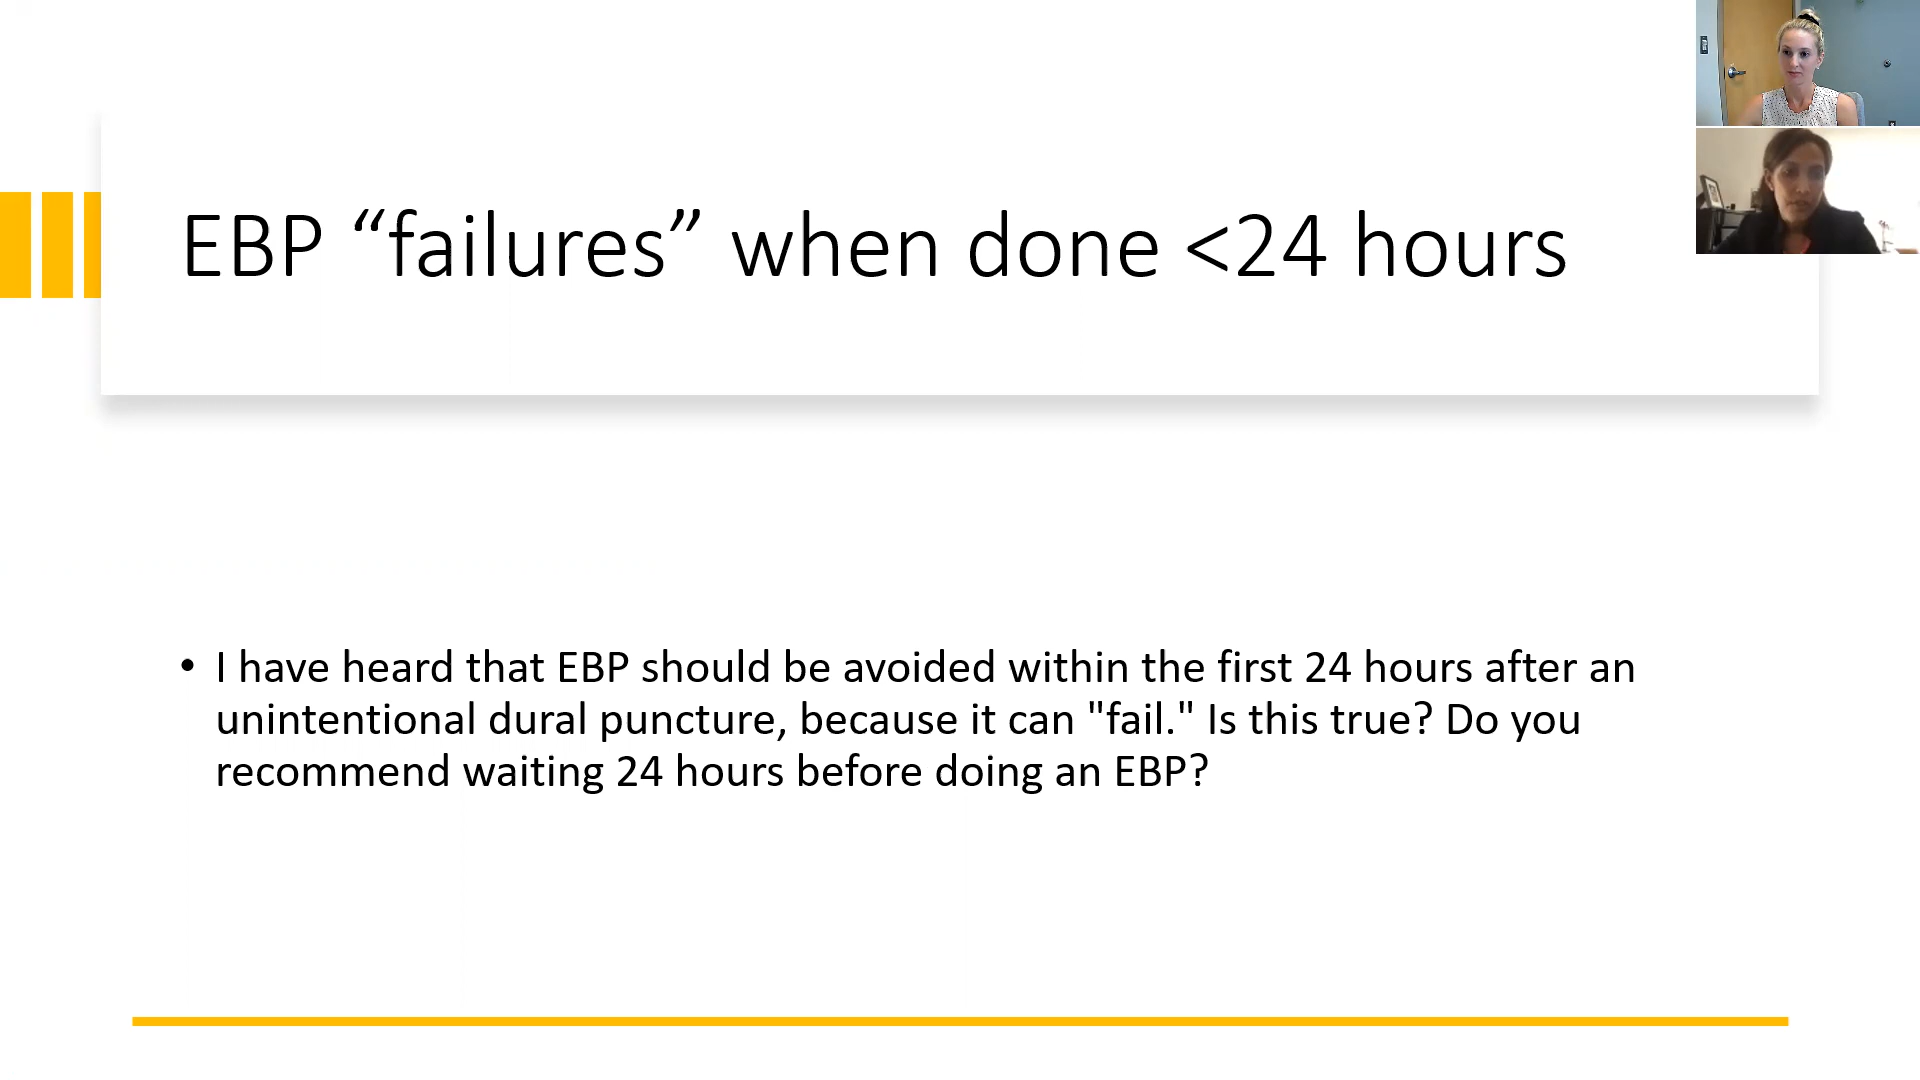 EBP “failures” when done <24 hours
• I have heard that EBP should be avoided within the first 24 hours after an
unintentional dural puncture, because it can "fail." Is this true? Do you
recommend waiting 24 hours before doing an EBP?